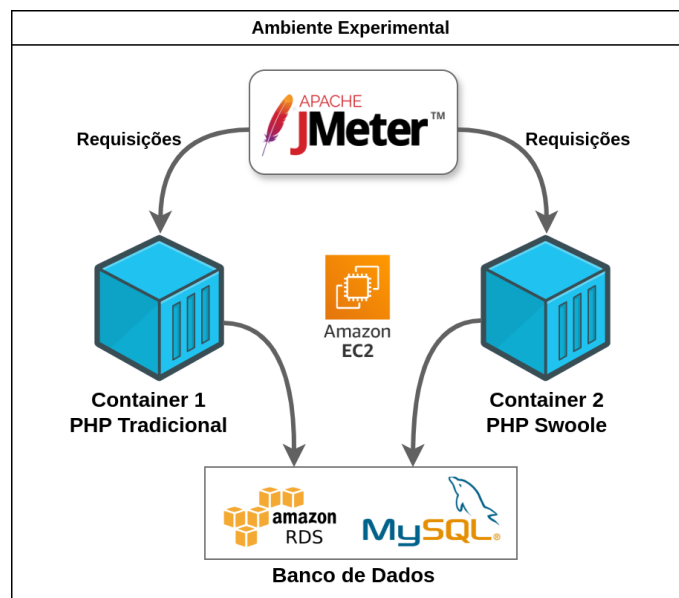 Ambiente Experimental
APACHE
JMeter™
Requisições
Requisições
Amazon
EC2
Container 1
PHP Tradicional
Container 2
PHP Swoole
amazon
RDS
MySQL®
Banco de Dados